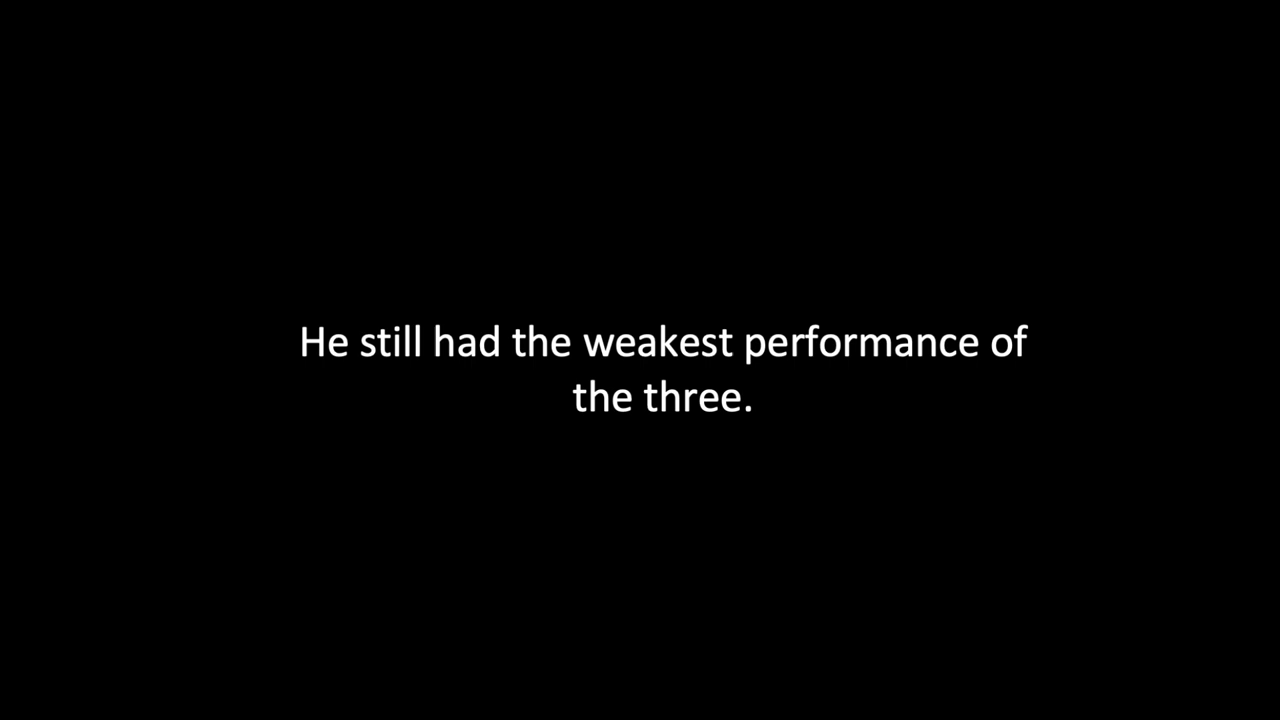 He still had the weakest performance of
the three.